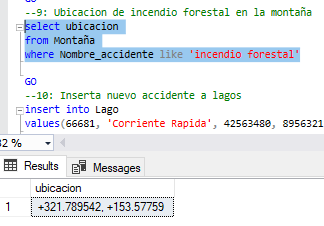 GO
--9: Ubicacion de incendio forestal en la montaña
select ubicacion
from Montaña
where Nombre_accidente like 'incendio forestal'
GO
--10: Inserta nuevo accidente a lagos
insert into Lago
values(66681, 'Corriente Rapida', 42563480, 8956321
%
Results Messages
ubicacion
1 +321.789542, +153.57759